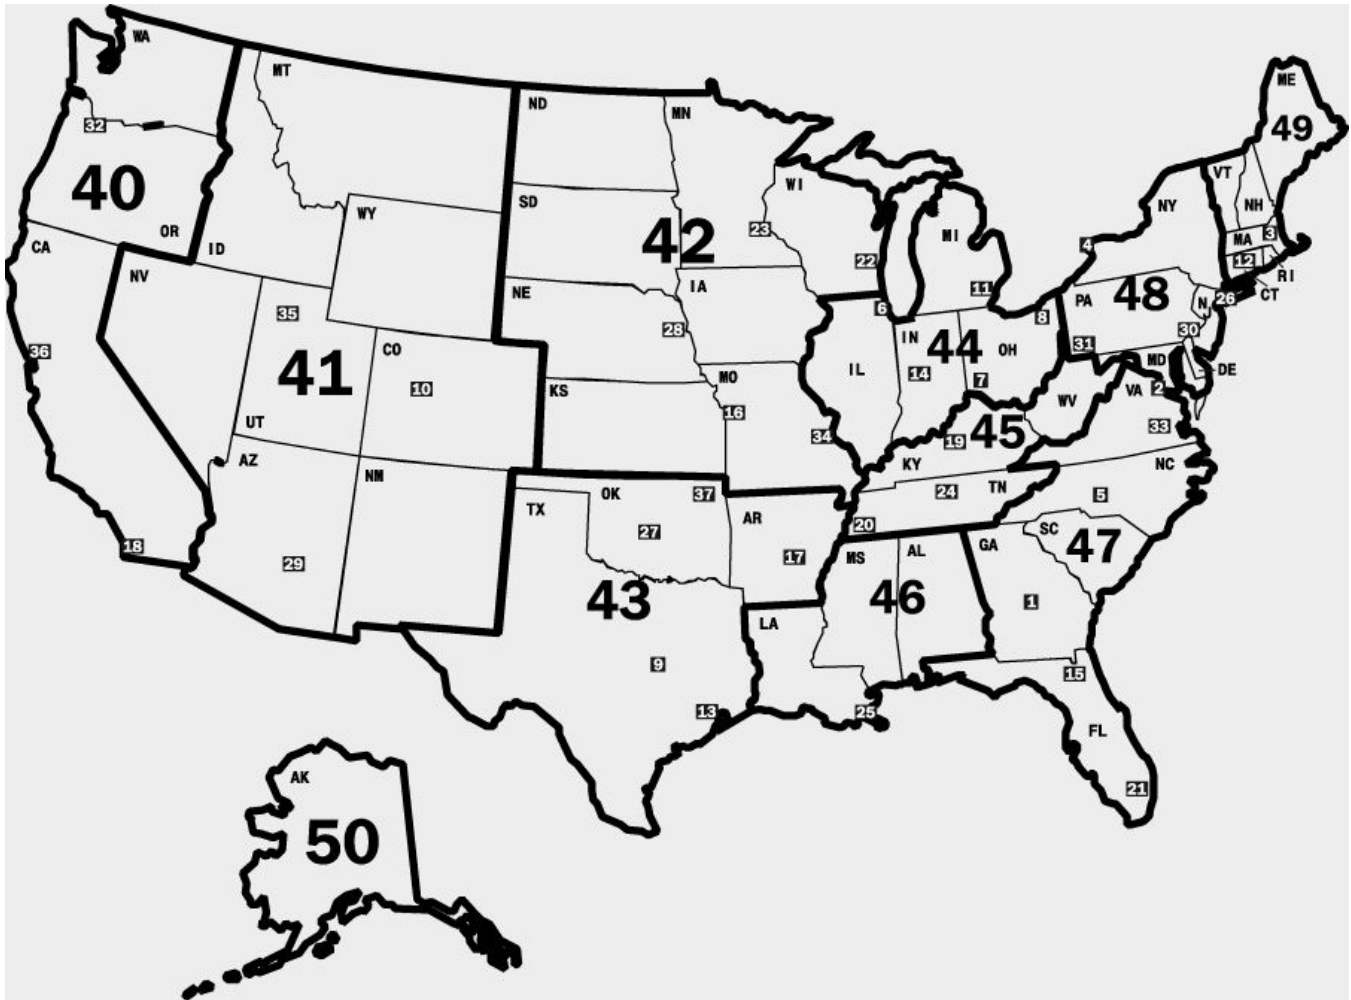 WA
MT
ND
MN
ME
49
32
40
OR
ID
WY
SD
42
WI
23
22
MI
11
NY
4
VT
NH
MA
3
12
RI
CT
CA
NV
NE
IA
28
6
8
PA
48
N
26
30
31
MD
DE
35
36
41
UT
CO
10
KS
MO
16
34
IL
IN
44
14
OH
7
WV
VA
2
33
19
45
KY
AZ
NM
TX
OK
37
27
AR
17
20
24
TN
NC
5
SC
47
18
29
43
MS
AL
46
GA
1
LA
9
13
25
15
FL
21
AK
50